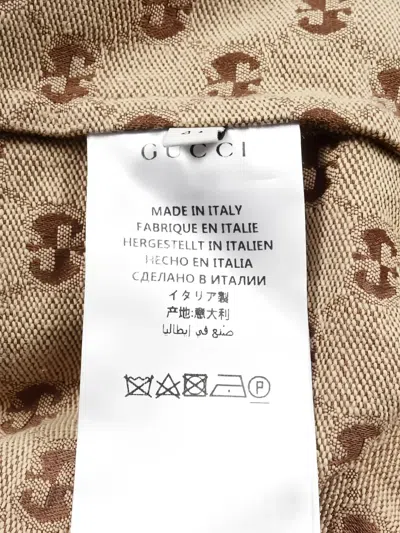 GUCCI
MADE IN ITALY
FABRIQUE EN ITALIE
HERGESTELLT IN ITALIEN
HECHO EN ITALIA
СДЕЛАНО В ИТАЛИИ
イタリア製
产地:意大利
صنع في إيطاليا
P